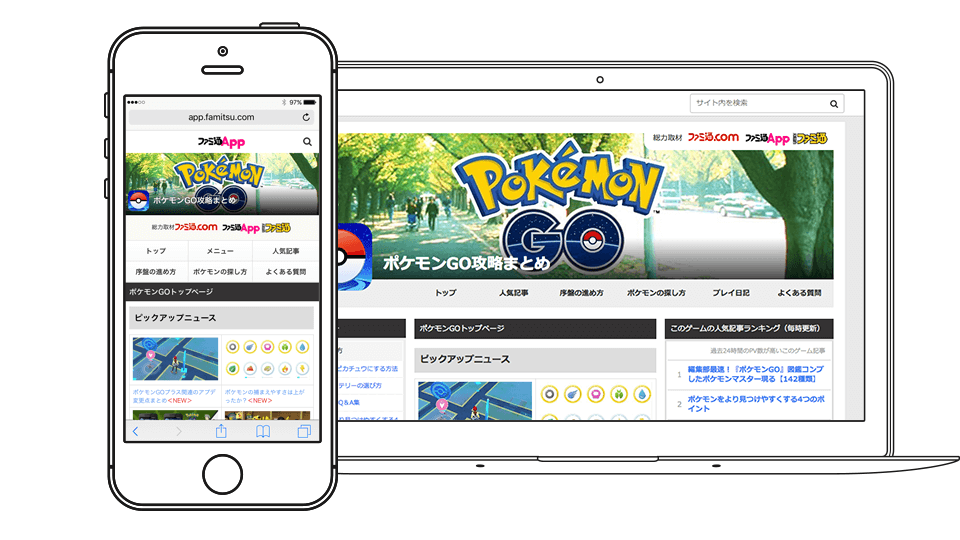 97%
app.famitsu.com
ファミ通App
POKÉMON
GO
ポケモンGO攻略まとめ
総力取材 ファミ通.com ファミ通App ファミ通
トップ メニュー 人気記事
序盤の進め方 ポケモンの探し方 よくある質問
ポケモンGOトップページ
ピックアップニュース
ポケモンGOアプリ
変更点まとめ<NEW>
ポケモンの捕まえやすさは上が
ったか？<NEW>
サイト内を検索
総力取材 ファミ通.com ファミ通App ファミ通
POKÉMON
TM
GO
ポケモンGO攻略まとめ
トップ 人気記事 序盤の進め方 ポケモンの探し方 プレイ日記 よくある質問
方
ピカチュウにする方法
テリーの選び方
Q&A集
ポケモンGOトップページ
ピックアップニュース
このゲームの人気記事ランキング（毎時更新）
過去24時間のPV数が高いこのゲーム記事
1 編集部最速！『ポケモンGO』図鑑コンプ
したポケモンマスター現る【142種類】
2 ポケモンをより見つけやすくする4つのポ
イント